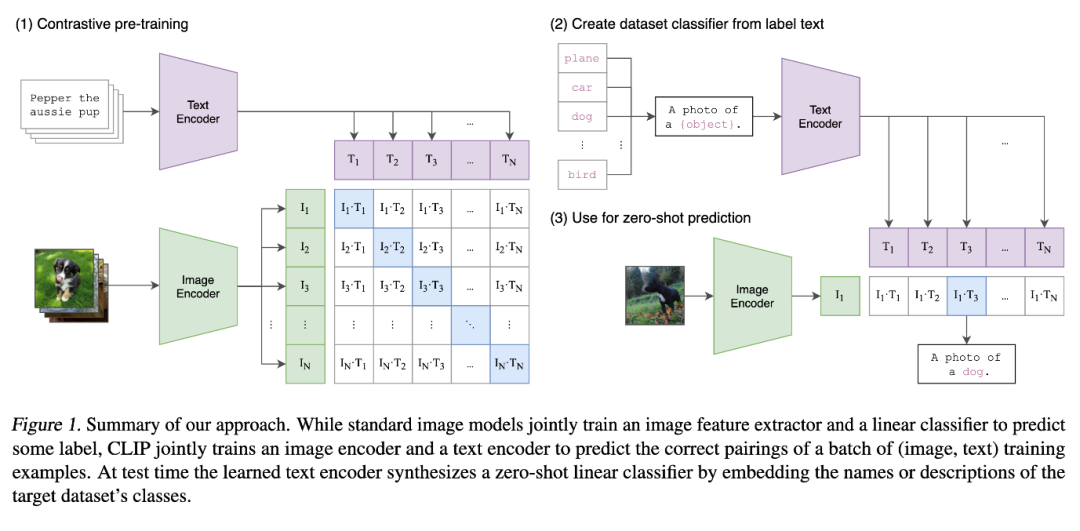 (1) Contrastive pre-training
Pepper the
aussie pup
Text
Encoder
...
T1 T2 T3 ... TN
I1 I1·T1 I1·T2 I1·T3 ... I1·TN
I2 I2·T1 I2·T2 I2·T3 ... I2·TN
I3 I3·T1 I3·T2 I3·T3 ... I3·TN
⋮ ⋮ ⋮ ⋮ ⋮ ⋱ ⋮
IN IN·T1 IN·T2 IN·T3 ... IN·TN
Image
Encoder
(2) Create dataset classifier from label text
plane
car
dog
⋮ ⋮
bird
A photo of
a {object}.
Text
Encoder
...
(3) Use for zero-shot prediction
Image
Encoder
T1 T2 T3 ... TN
I1 I1·T1 I1·T2 I1·T3 ... I1·TN
A photo of
a dog.
Figure 1. Summary of our approach. While standard image models jointly train an image feature extractor and a linear classifier to predict
some label, CLIP jointly trains an image encoder and a text encoder to predict the correct pairings of a batch of (image, text) training
examples. At test time the learned text encoder synthesizes a zero-shot linear classifier by embedding the names or descriptions of the
target dataset’s classes.